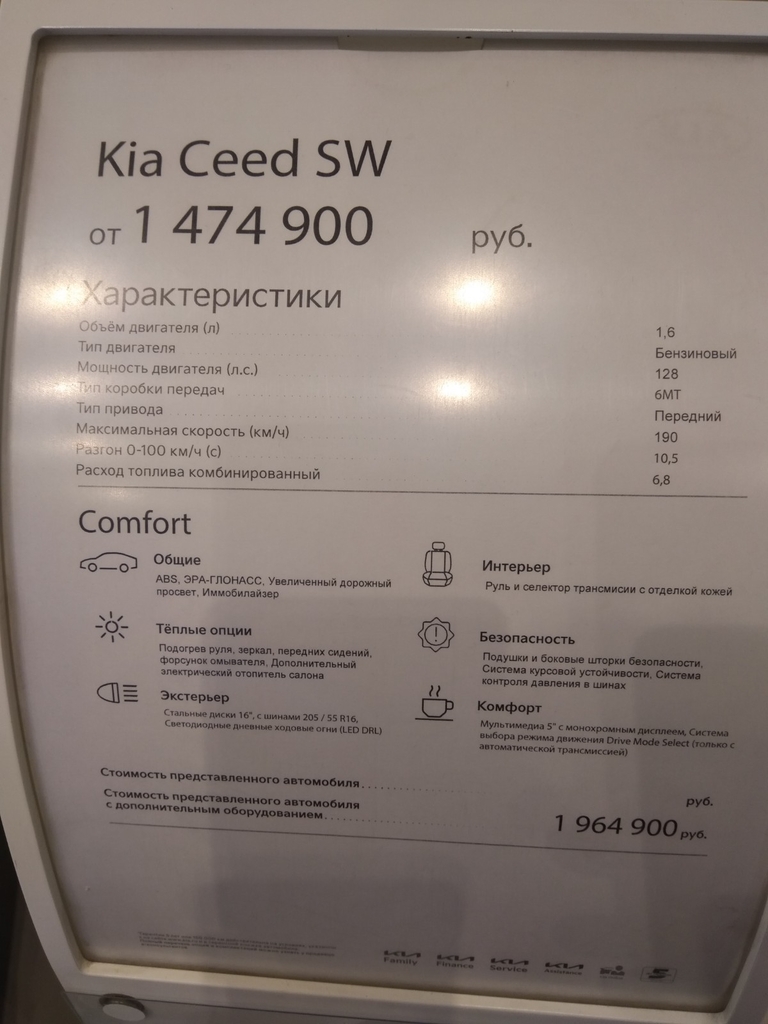 Kia Ceed SW
от 1 474 900 руб.
Характеристики
Объём двигателя (л) 1,6
Тип двигателя Бензиновый
Мощность двигателя (л.с.) 128
Тип коробки передач 6МТ
Тип привода Передний
Максимальная скорость (км/ч) 190
Разгон 0-100 км/ч (с) 10,5
Расход топлива комбинированный 6,8
Comfort
Общие
ABS, ЭРА-ГЛОНАСС, Увеличенный дорожный
просвет, Иммобилайзер
Интерьер
Руль и селектор трансмисии с отделкой кожей
Тёплые опции
Подогрев руля, зеркал, передних сидений,
форсунок омывателя, Дополнительный
электрический отопитель салона
Безопасность
Подушки и боковые шторки безопасности,
Система курсовой устойчивости, Система
контроля давления в шинах
Экстерьер
Стальные диски 16", с шинами 205 / 55 R16,
Светодиодные дневные ходовые огни (LED DRL)
Комфорт
Мультимедиа 5" с монохромным дисплеем, Система
выбора режима движения Drive Mode Select (только с
автоматической трансмиссией)
Стоимость представленного автомобиля руб.
Стоимость представленного автомобиля
с дополнительным оборудованием 1 964 900 руб.
KIA Family KIA Finance KIA Service KIA